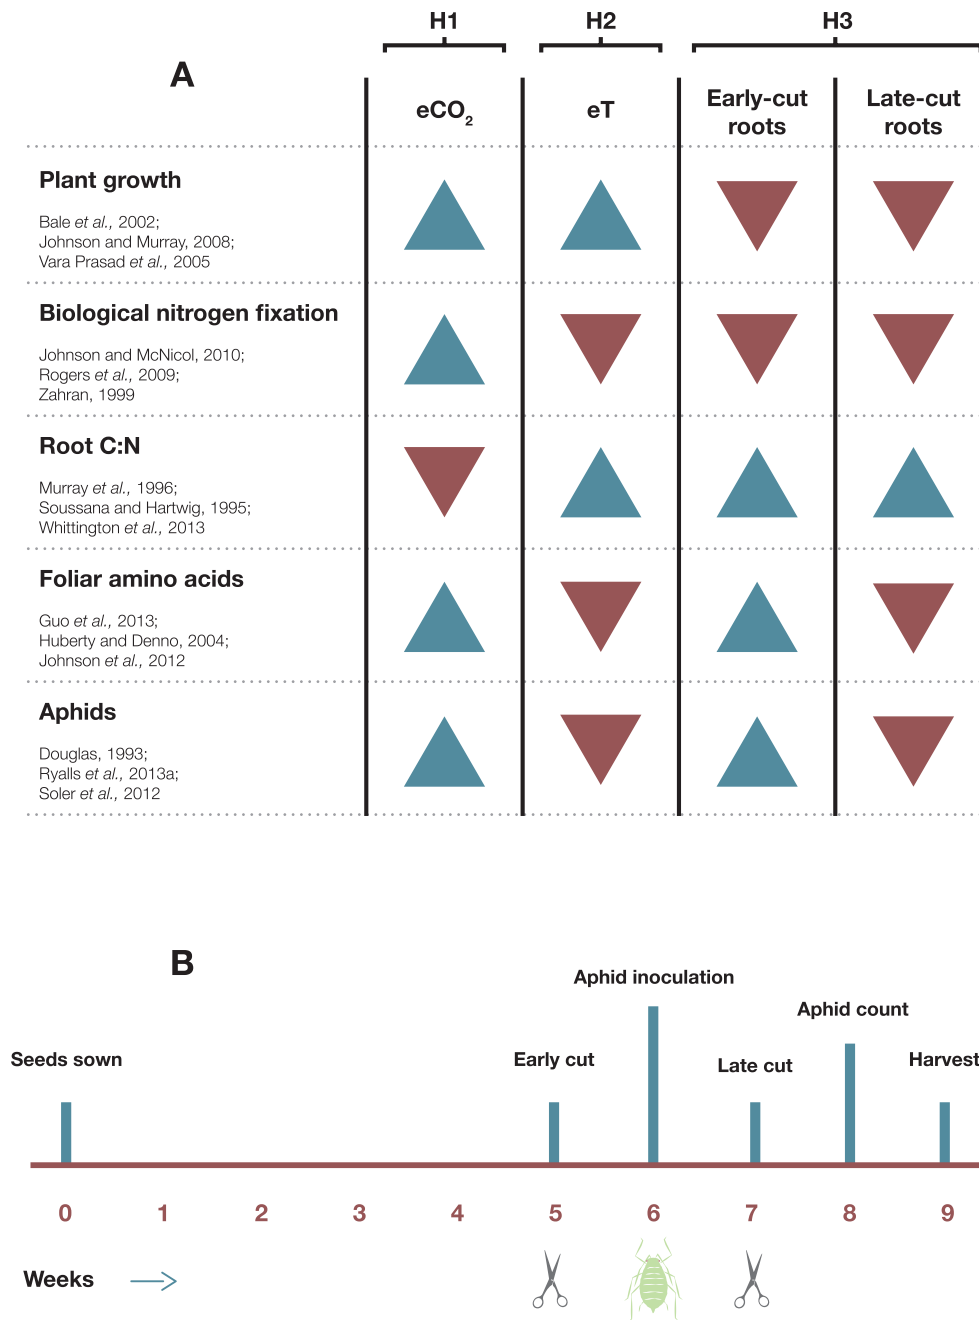 H1 H2 H3
A
eCO₂ eT Early-cut roots Late-cut roots
Plant growth
Bale et al., 2002;
Johnson and Murray, 2008;
Vara Prasad et al., 2005
Biological nitrogen fixation
Johnson and McNicol, 2010;
Rogers et al., 2009;
Zahran, 1999
Root C:N
Murray et al., 1996;
Soussana and Hartwig, 1995;
Whittington et al., 2013
Foliar amino acids
Guo et al., 2013;
Huberty and Denno, 2004;
Johnson et al., 2012
Aphids
Douglas, 1993;
Ryalls et al., 2013a;
Soler et al., 2012
B
Aphid inoculation
Aphid count
Seeds sown Early cut Late cut Harvest
0 1 2 3 4 5 6 7 8 9
Weeks